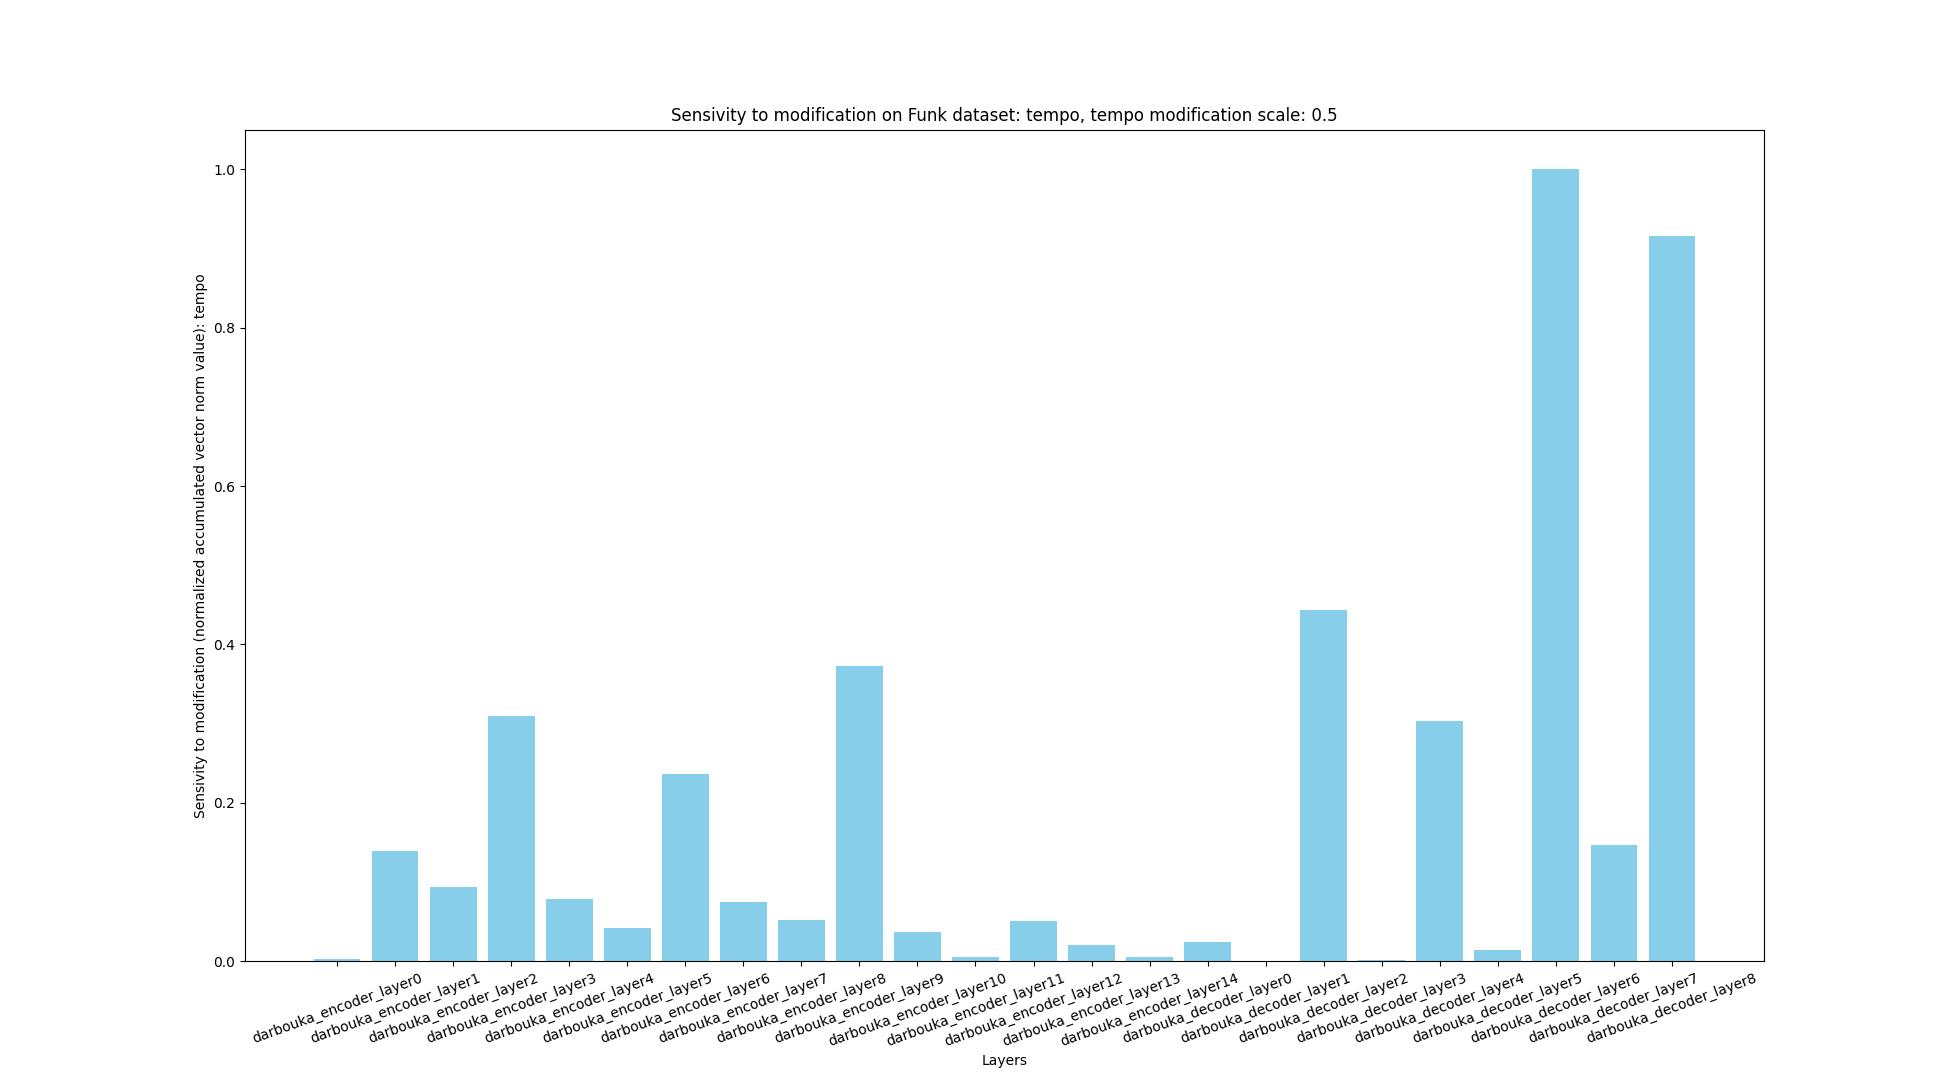 Sensivity to modification on Funk dataset: tempo, tempo modification scale: 0.5
Sensivity to modification (normalized accumulated vector norm value): tempo
1.0
0.8
0.6
0.4
0.2
0.0
darbouka_encoder_layer0
darbouka_encoder_layer1
darbouka_encoder_layer2
darbouka_encoder_layer3
darbouka_encoder_layer4
darbouka_encoder_layer5
darbouka_encoder_layer6
darbouka_encoder_layer7
darbouka_encoder_layer8
darbouka_encoder_layer9
darbouka_encoder_layer10
darbouka_encoder_layer11
darbouka_encoder_layer12
darbouka_encoder_layer13
darbouka_encoder_layer14
darbouka_decoder_layer0
darbouka_decoder_layer1
darbouka_decoder_layer2
darbouka_decoder_layer3
darbouka_decoder_layer4
darbouka_decoder_layer5
darbouka_decoder_layer6
darbouka_decoder_layer7
darbouka_decoder_layer8
Layers